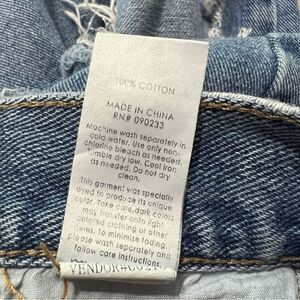 100% COTTON
MADE IN CHINA
RN# 090233
Machine wash separately in
cold water. Use only non-
chlorine bleach as needed,
tumble dry low. Cool iron
as needed. Do not dry
clean.
This garment was specially
dyed to produce its unique
color. Take care, dark colors
may transfer onto light
colored clothing or other
items, to minimize fading.
please wash separately and
follow care instructions.